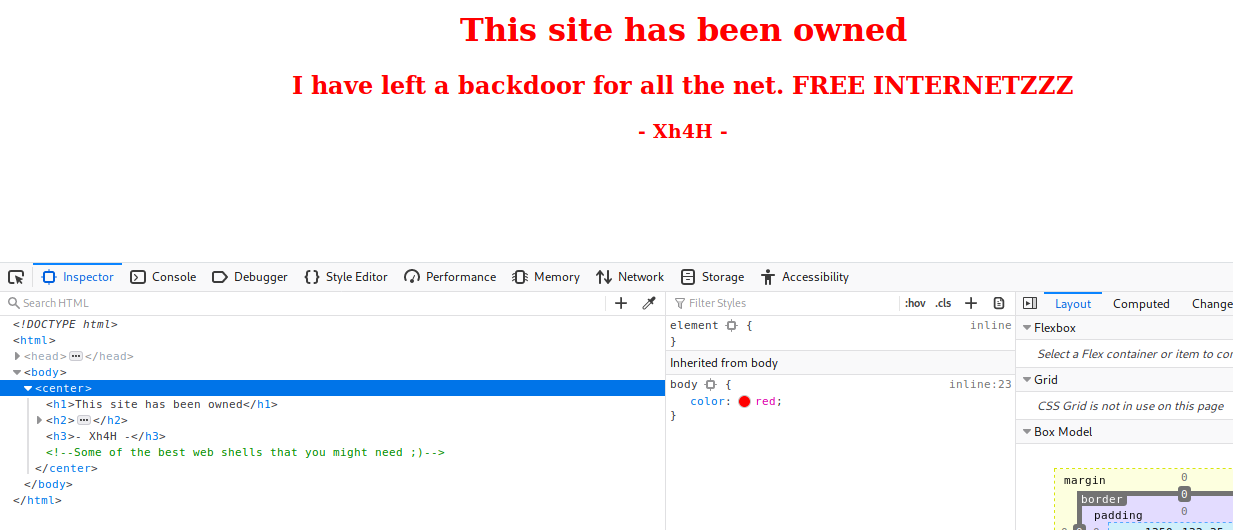 This site has been owned
I have left a backdoor for all the net. FREE INTERNETZZZ
- Xh4H -
Inspector Console Debugger Style Editor Performance Memory Network Storage Accessibility
Search HTML
Filter Styles :hov .cls Layout Computed Change
<!DOCTYPE html>
<html>
<head> </head>
<body>
<center>
<h1>This site has been owned</h1>
<h2> </h2>
<h3>- Xh4H -</h3>
<!--Some of the best web shells that you might need ;)-->
</center>
</body>
</html>
element { inline
}
Inherited from body
body { inline:23
color: red;
}
Flexbox
Select a Flex container or item to con
Grid
CSS Grid is not in use on this page
Box Model
margin 0
border 0
padding 0